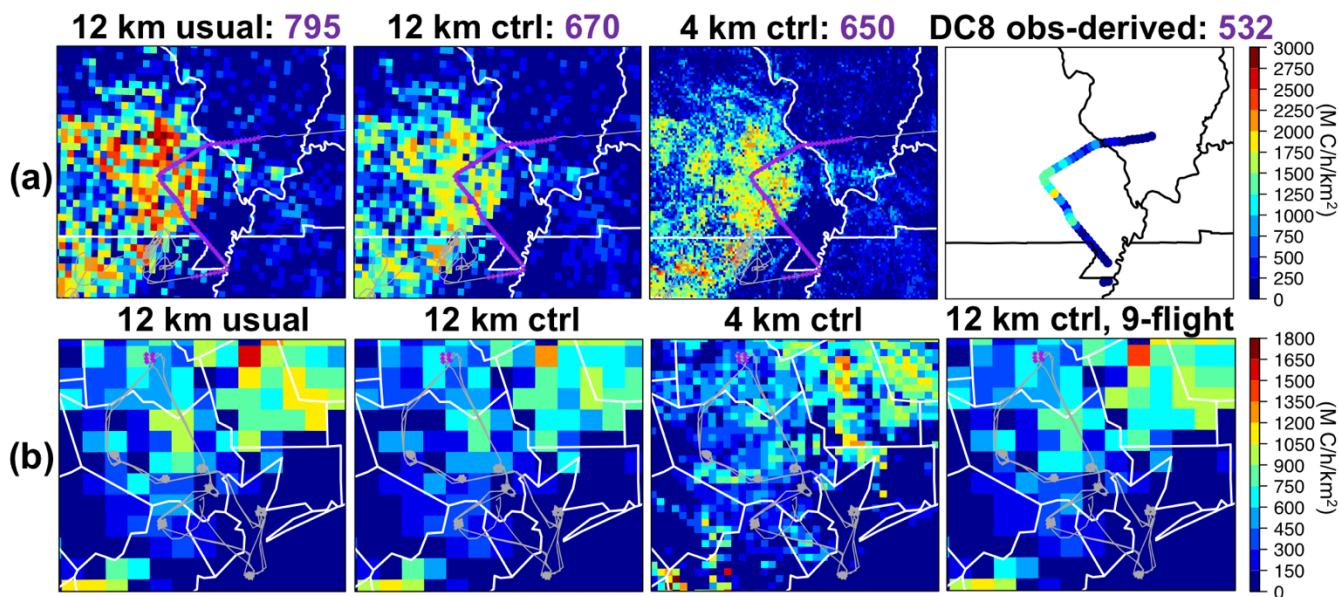 12 km usual: 795
12 km ctrl: 670
4 km ctrl: 650
DC8 obs-derived: 532
(a)
3000
2750
2500
2250
2000
1750
1500
1250
1000
750
500
250
0
(M C/h/km²)
12 km usual
12 km ctrl
4 km ctrl
12 km ctrl, 9-flight
(b)
1800
1650
1500
1350
1200
1050
900
750
600
450
300
150
0
(M C/h/km²)